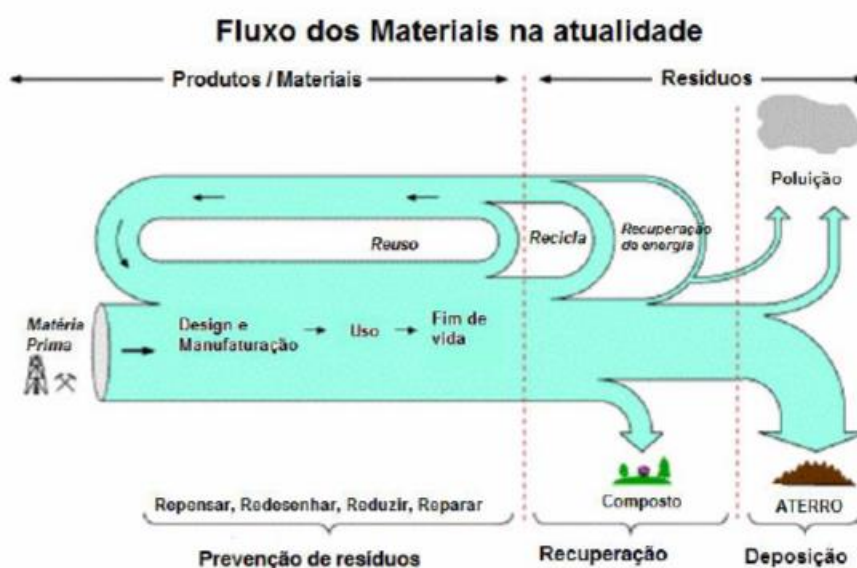 Fluxo dos Materiais na atualidade
Produtos / Materiais
Resíduos
Poluição
Reuso
Recicla
Recuperação
da energia
Matéria
Prima
Design e
Manufaturação
Uso
Fim de
vida
Composto
ATERRO
Repensar, Redesenhar, Reduzir, Reparar
Prevenção de resíduos
Recuperação
Deposição